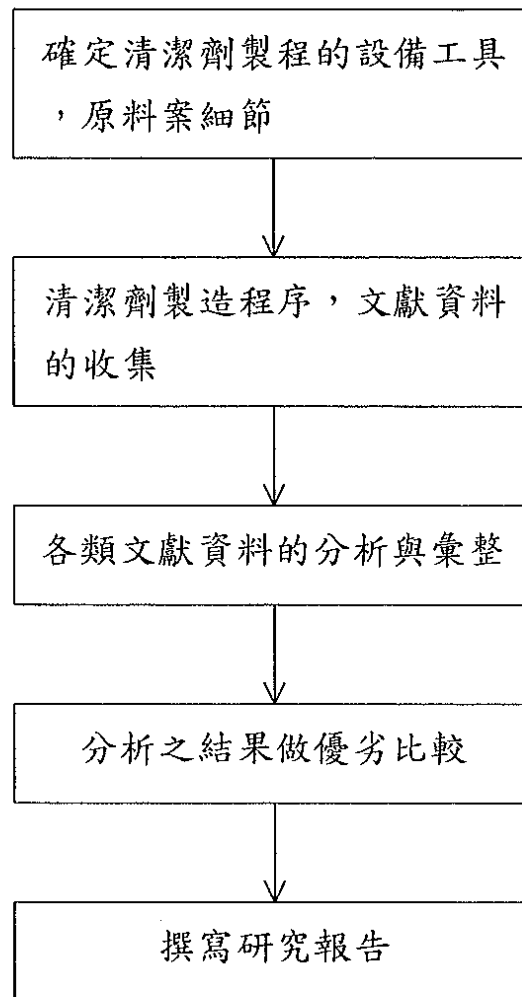 確定清潔劑製程的設備工具
，原料案細節
清潔劑製造程序，文獻資料
的收集
各類文獻資料的分析與彙整
分析之結果做優劣比較
撰寫研究報告